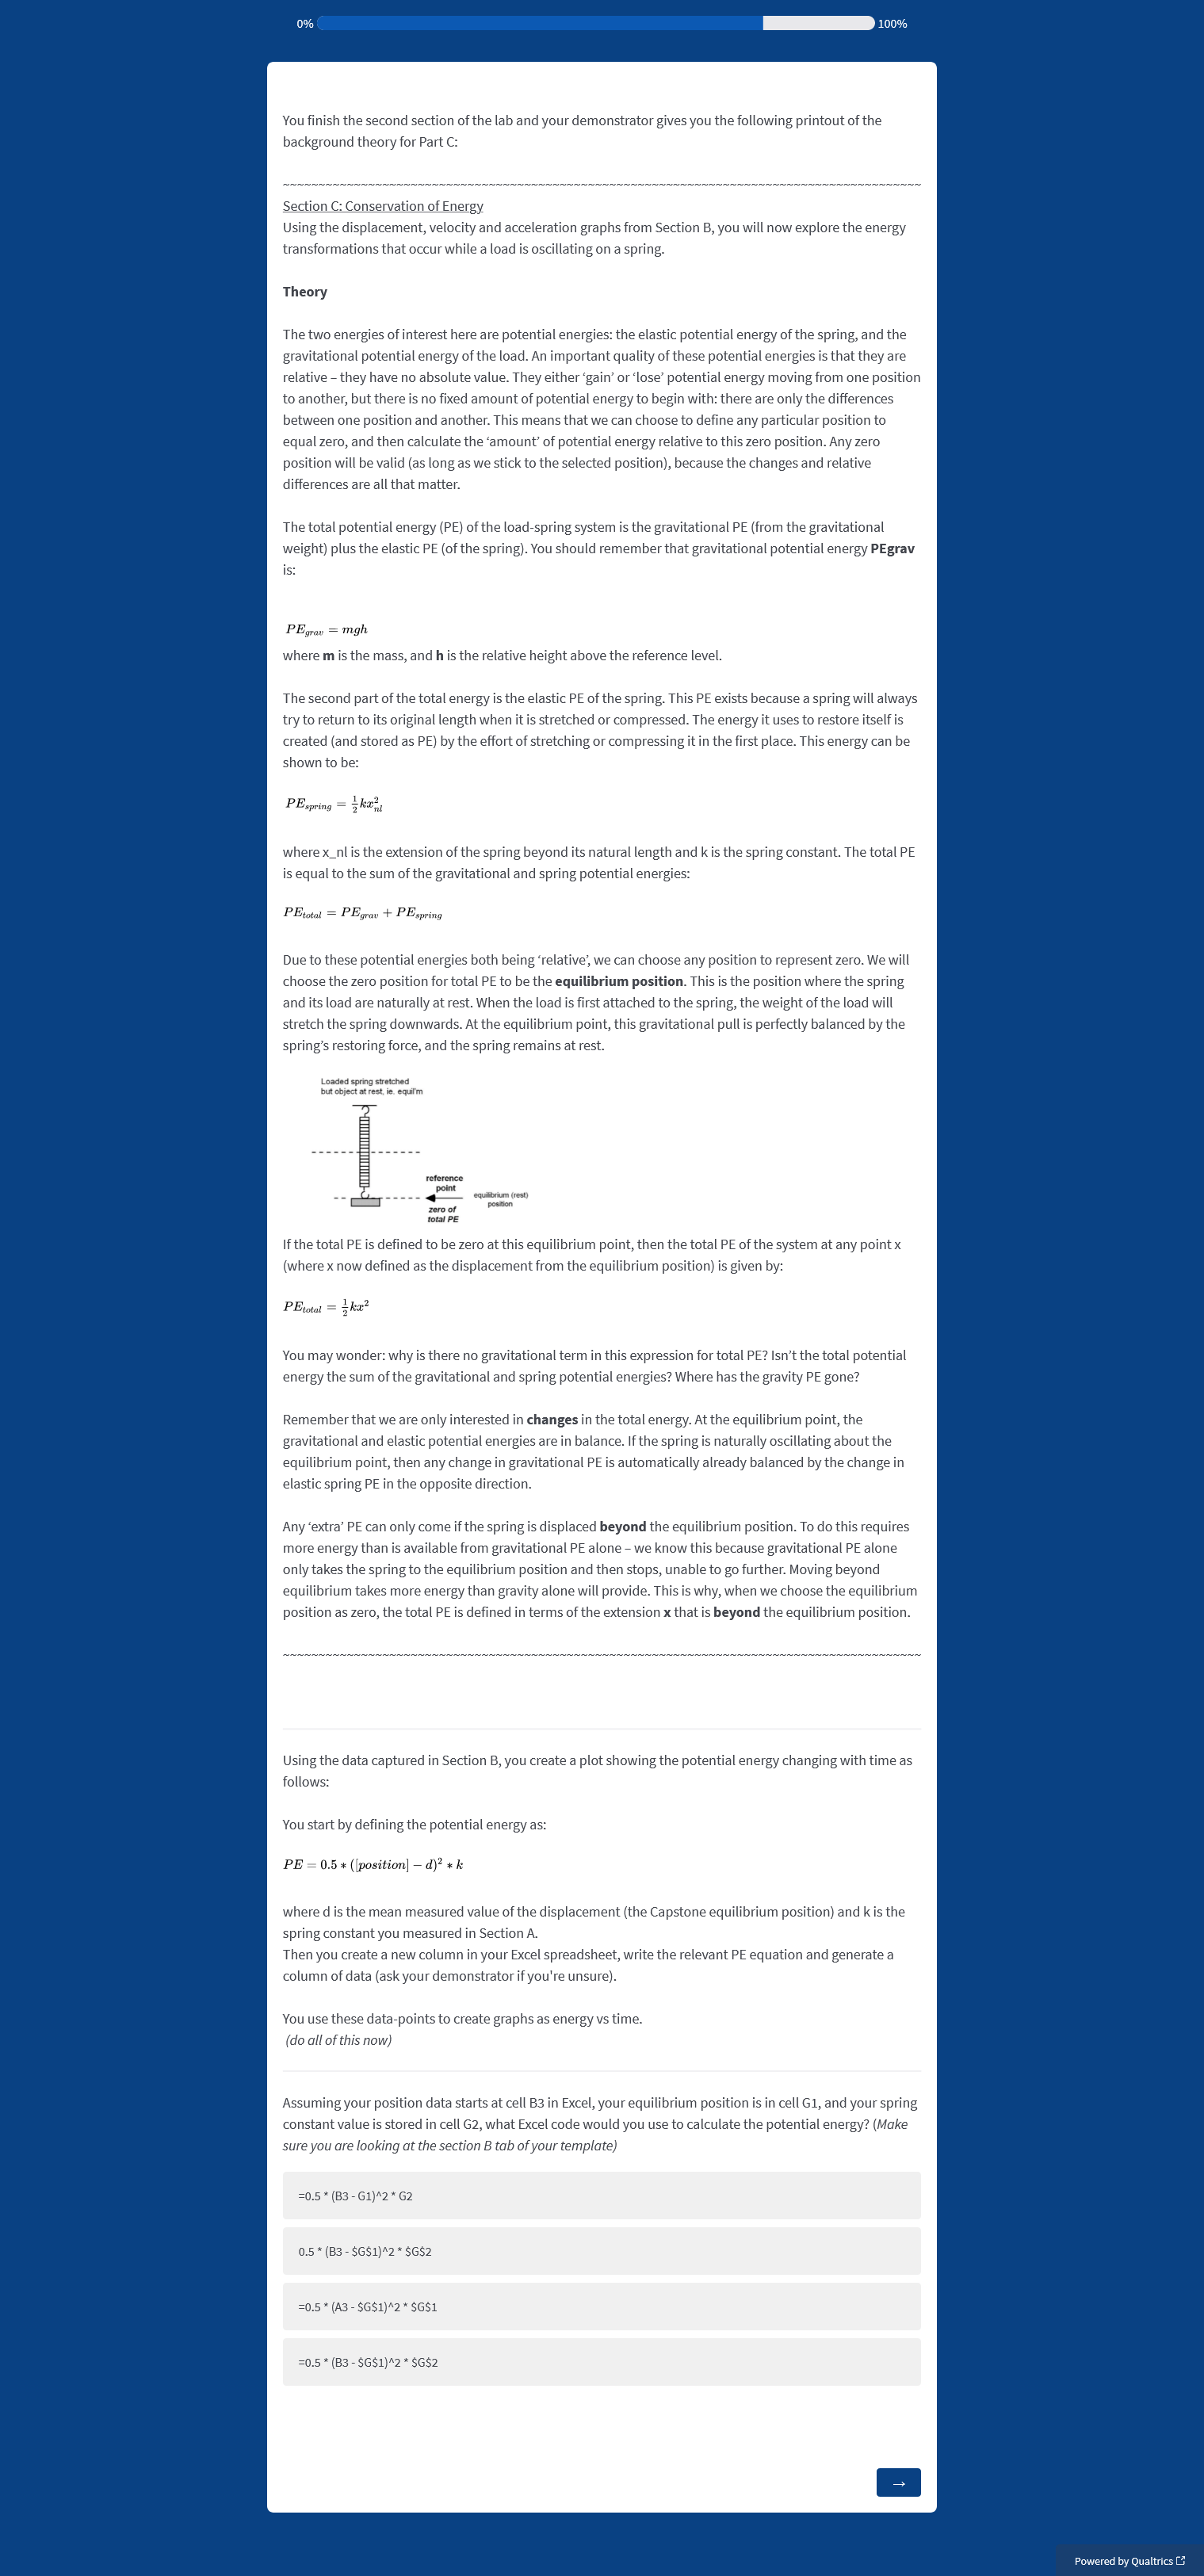 0% 100%
You finish the second section of the lab and your demonstrator gives you the following printout of the
background theory for Part C:
~~~~~~~~~~~~~~~~~~~~~~~~~~~~~~~~~~~~~~~~~~~~~~~~~~~~~~~~~~~~~~~~~~~~~~~~~~~~~~~~~~~~~~~~~~~
Section C: Conservation of Energy
Using the displacement, velocity and acceleration graphs from Section B, you will now explore the energy
transformations that occur while a load is oscillating on a spring.
Theory
The two energies of interest here are potential energies: the elastic potential energy of the spring, and the
gravitational potential energy of the load. An important quality of these potential energies is that they are
relative – they have no absolute value. They either ‘gain’ or ‘lose’ potential energy moving from one position
to another, but there is no fixed amount of potential energy to begin with: there are only the differences
between one position and another. This means that we can choose to define any particular position to
equal zero, and then calculate the ‘amount’ of potential energy relative to this zero position. Any zero
position will be valid (as long as we stick to the selected position), because the changes and relative
differences are all that matter.
The total potential energy (PE) of the load-spring system is the gravitational PE (from the gravitational
weight) plus the elastic PE (of the spring). You should remember that gravitational potential energy PEgrav
is:
PE_{grav} = mgh
where m is the mass, and h is the relative height above the reference level.
The second part of the total energy is the elastic PE of the spring. This PE exists because a spring will always
try to return to its original length when it is stretched or compressed. The energy it uses to restore itself is
created (and stored as PE) by the effort of stretching or compressing it in the first place. This energy can be
shown to be:
PE_{spring} = \frac{1}{2}kx_{nl}^2
where x_nl is the extension of the spring beyond its natural length and k is the spring constant. The total PE
is equal to the sum of the gravitational and spring potential energies:
PE_{total} = PE_{grav} + PE_{spring}
Due to these potential energies both being ‘relative’, we can choose any position to represent zero. We will
choose the zero position for total PE to be the equilibrium position. This is the position where the spring
and its load are naturally at rest. When the load is first attached to the spring, the weight of the load will
stretch the spring downwards. At the equilibrium point, this gravitational pull is perfectly balanced by the
spring’s restoring force, and the spring remains at rest.
Loaded spring stretched
but object at rest, ie. equil'm
reference
point
equilibrium (rest)
position
zero of
total PE
If the total PE is defined to be zero at this equilibrium point, then the total PE of the system at any point x
(where x now defined as the displacement from the equilibrium position) is given by:
PE_{total} = \frac{1}{2}kx^2
You may wonder: why is there no gravitational term in this expression for total PE? Isn’t the total potential
energy the sum of the gravitational and spring potential energies? Where has the gravity PE gone?
Remember that we are only interested in changes in the total energy. At the equilibrium point, the
gravitational and elastic potential energies are in balance. If the spring is naturally oscillating about the
equilibrium point, then any change in gravitational PE is automatically already balanced by the change in
elastic spring PE in the opposite direction.
Any ‘extra’ PE can only come if the spring is displaced beyond the equilibrium position. To do this requires
more energy than is available from gravitational PE alone – we know this because gravitational PE alone
only takes the spring to the equilibrium position and then stops, unable to go further. Moving beyond
equilibrium takes more energy than gravity alone will provide. This is why, when we choose the equilibrium
position as zero, the total PE is defined in terms of the extension x that is beyond the equilibrium position.
~~~~~~~~~~~~~~~~~~~~~~~~~~~~~~~~~~~~~~~~~~~~~~~~~~~~~~~~~~~~~~~~~~~~~~~~~~~~~~~~~~~~~~~~~~~
Using the data captured in Section B, you create a plot showing the potential energy changing with time as
follows:
You start by defining the potential energy as:
PE = 0.5 * ([position] − d)^2 * k
where d is the mean measured value of the displacement (the Capstone equilibrium position) and k is the
spring constant you measured in Section A.
Then you create a new column in your Excel spreadsheet, write the relevant PE equation and generate a
column of data (ask your demonstrator if you're unsure).
You use these data-points to create graphs as energy vs time.
(do all of this now)
Assuming your position data starts at cell B3 in Excel, your equilibrium position is in cell G1, and your spring
constant value is stored in cell G2, what Excel code would you use to calculate the potential energy? (Make
sure you are looking at the section B tab of your template)
=0.5 * (B3 - G1)^2 * G2
0.5 * (B3 - $G$1)^2 * $G$2
=0.5 * (A3 - $G$1)^2 * $G$1
=0.5 * (B3 - $G$1)^2 * $G$2
→
Powered by Qualtrics